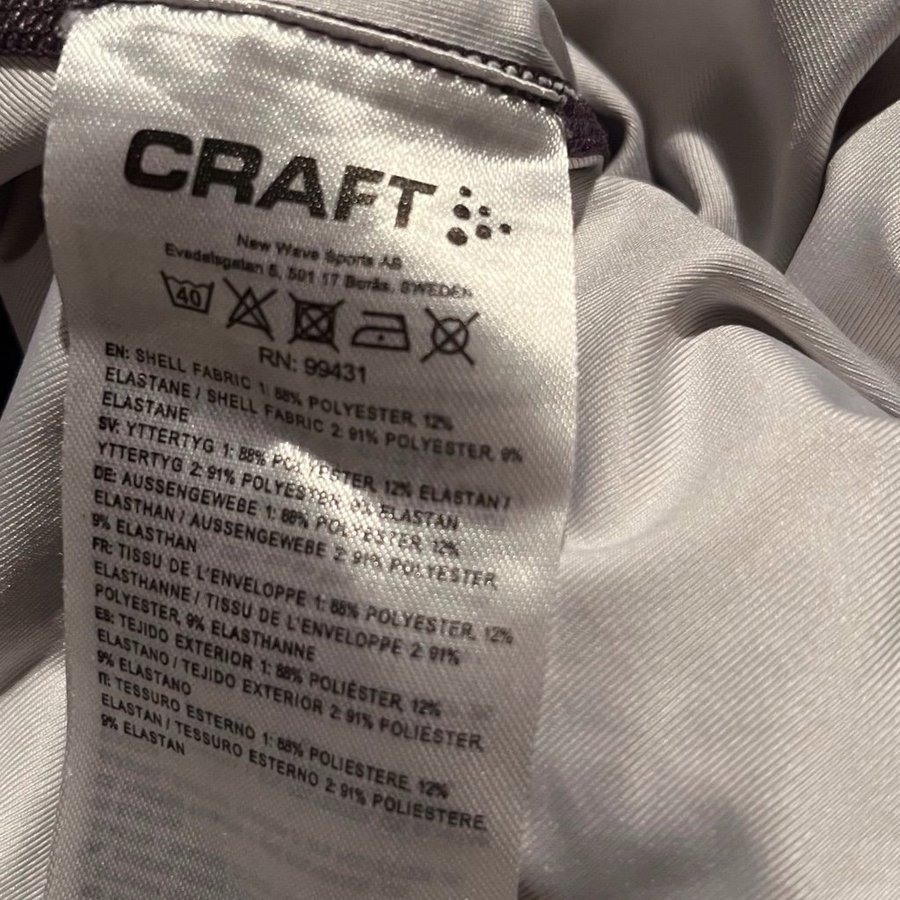 CRAFT
New Wave Sports AB
Evedalsgatan 5, 501 17 Borås. SWEDEN
40
RN: 99431
EN: SHELL FABRIC 1: 88% POLYESTER, 12%
ELASTANE / SHELL FABRIC 2: 91% POLYESTER, 9%
ELASTANE
SV: YTTERTYG 1: 88% POLYESTER, 12% ELASTAN /
YTTERTYG 2: 91% POLYESTER, 9% ELASTAN
DE: AUSSENGEWEBE 1: 88% POLYESTER, 12%
ELASTHAN / AUSSENGEWEBE 2: 91% POLYESTER,
9% ELASTHAN
FR: TISSU DE L'ENVELOPPE 1: 88% POLYESTER, 12%
ELASTHANNE / TISSU DE L'ENVELOPPE 2: 91%
POLYESTER, 9% ELASTHANNE
ES: TEJIDO EXTERIOR 1: 88% POLIÉSTER, 12%
ELASTANO / TEJIDO EXTERIOR 2: 91% POLIÉSTER,
9% ELASTANO
IT: TESSURO ESTERNO 1: 88% POLIESTERE, 12%
ELASTAN / TESSURO ESTERNO 2: 91% POLIESTERE,
9% ELASTAN